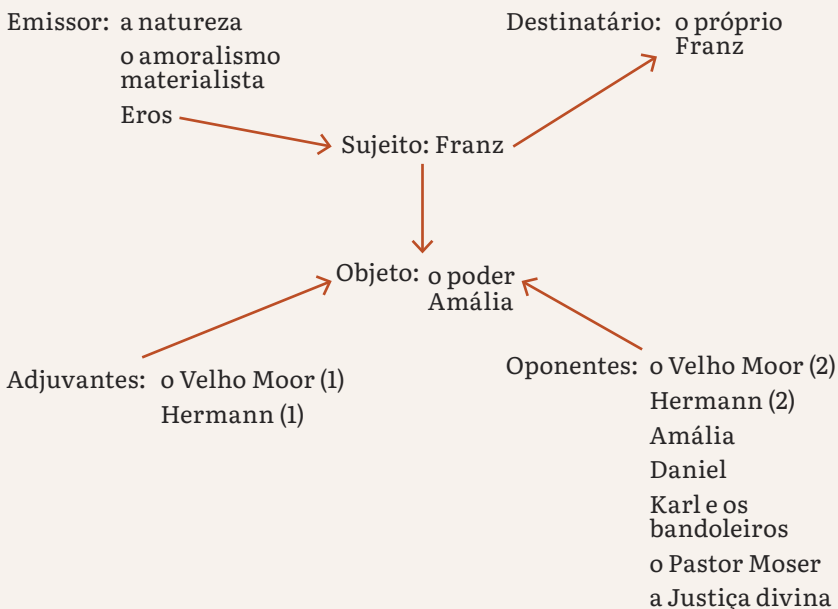 Emissor: a natureza
o amoralismo
materialista
Eros
Destinatário: o próprio
Franz
Sujeito: Franz
Objeto: o poder
Amália
Adjuvantes: o Velho Moor (1)
Hermann (1)
Oponentes: o Velho Moor (2)
Hermann (2)
Amália
Daniel
Karl e os
bandoleiros
o Pastor Moser
a Justiça divina